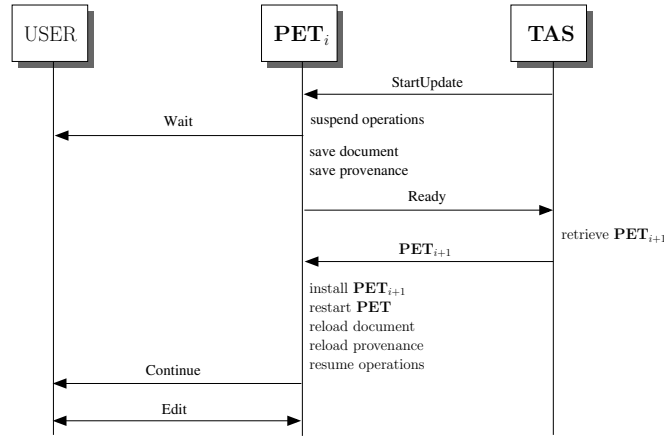 USER
PET_i
TAS
StartUpdate
suspend operations
Wait
save document
save provenance
Ready
retrieve PET_{i+1}
PET_{i+1}
install PET_{i+1}
restart PET
reload document
reload provenance
resume operations
Continue
Edit